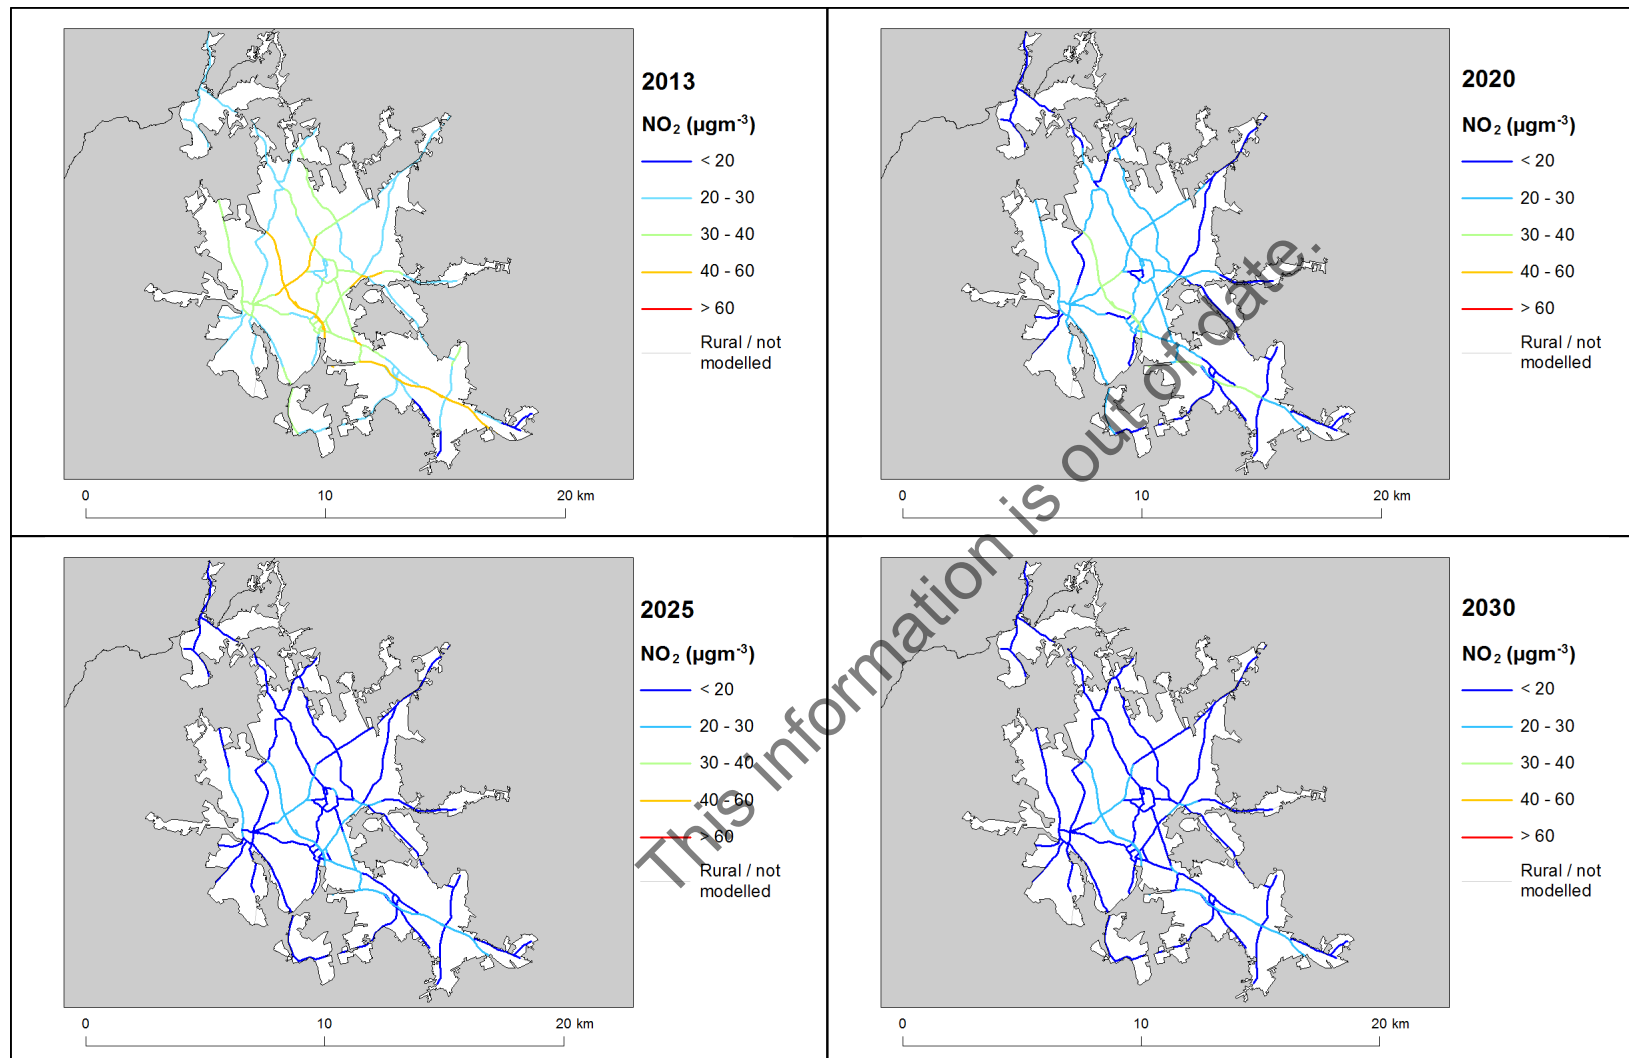 2013
NO₂ (µgm⁻³)
< 20
20 - 30
30 - 40
40 - 60
> 60
Rural / not
modelled
0 10 20 km
2020
NO₂ (µgm⁻³)
< 20
20 - 30
30 - 40
40 - 60
> 60
Rural / not
modelled
0 10 20 km
2025
NO₂ (µgm⁻³)
< 20
20 - 30
30 - 40
40 - 60
> 60
Rural / not
modelled
0 10 20 km
2030
NO₂ (µgm⁻³)
< 20
20 - 30
30 - 40
40 - 60
> 60
Rural / not
modelled
0 10 20 km
This information is out of date.